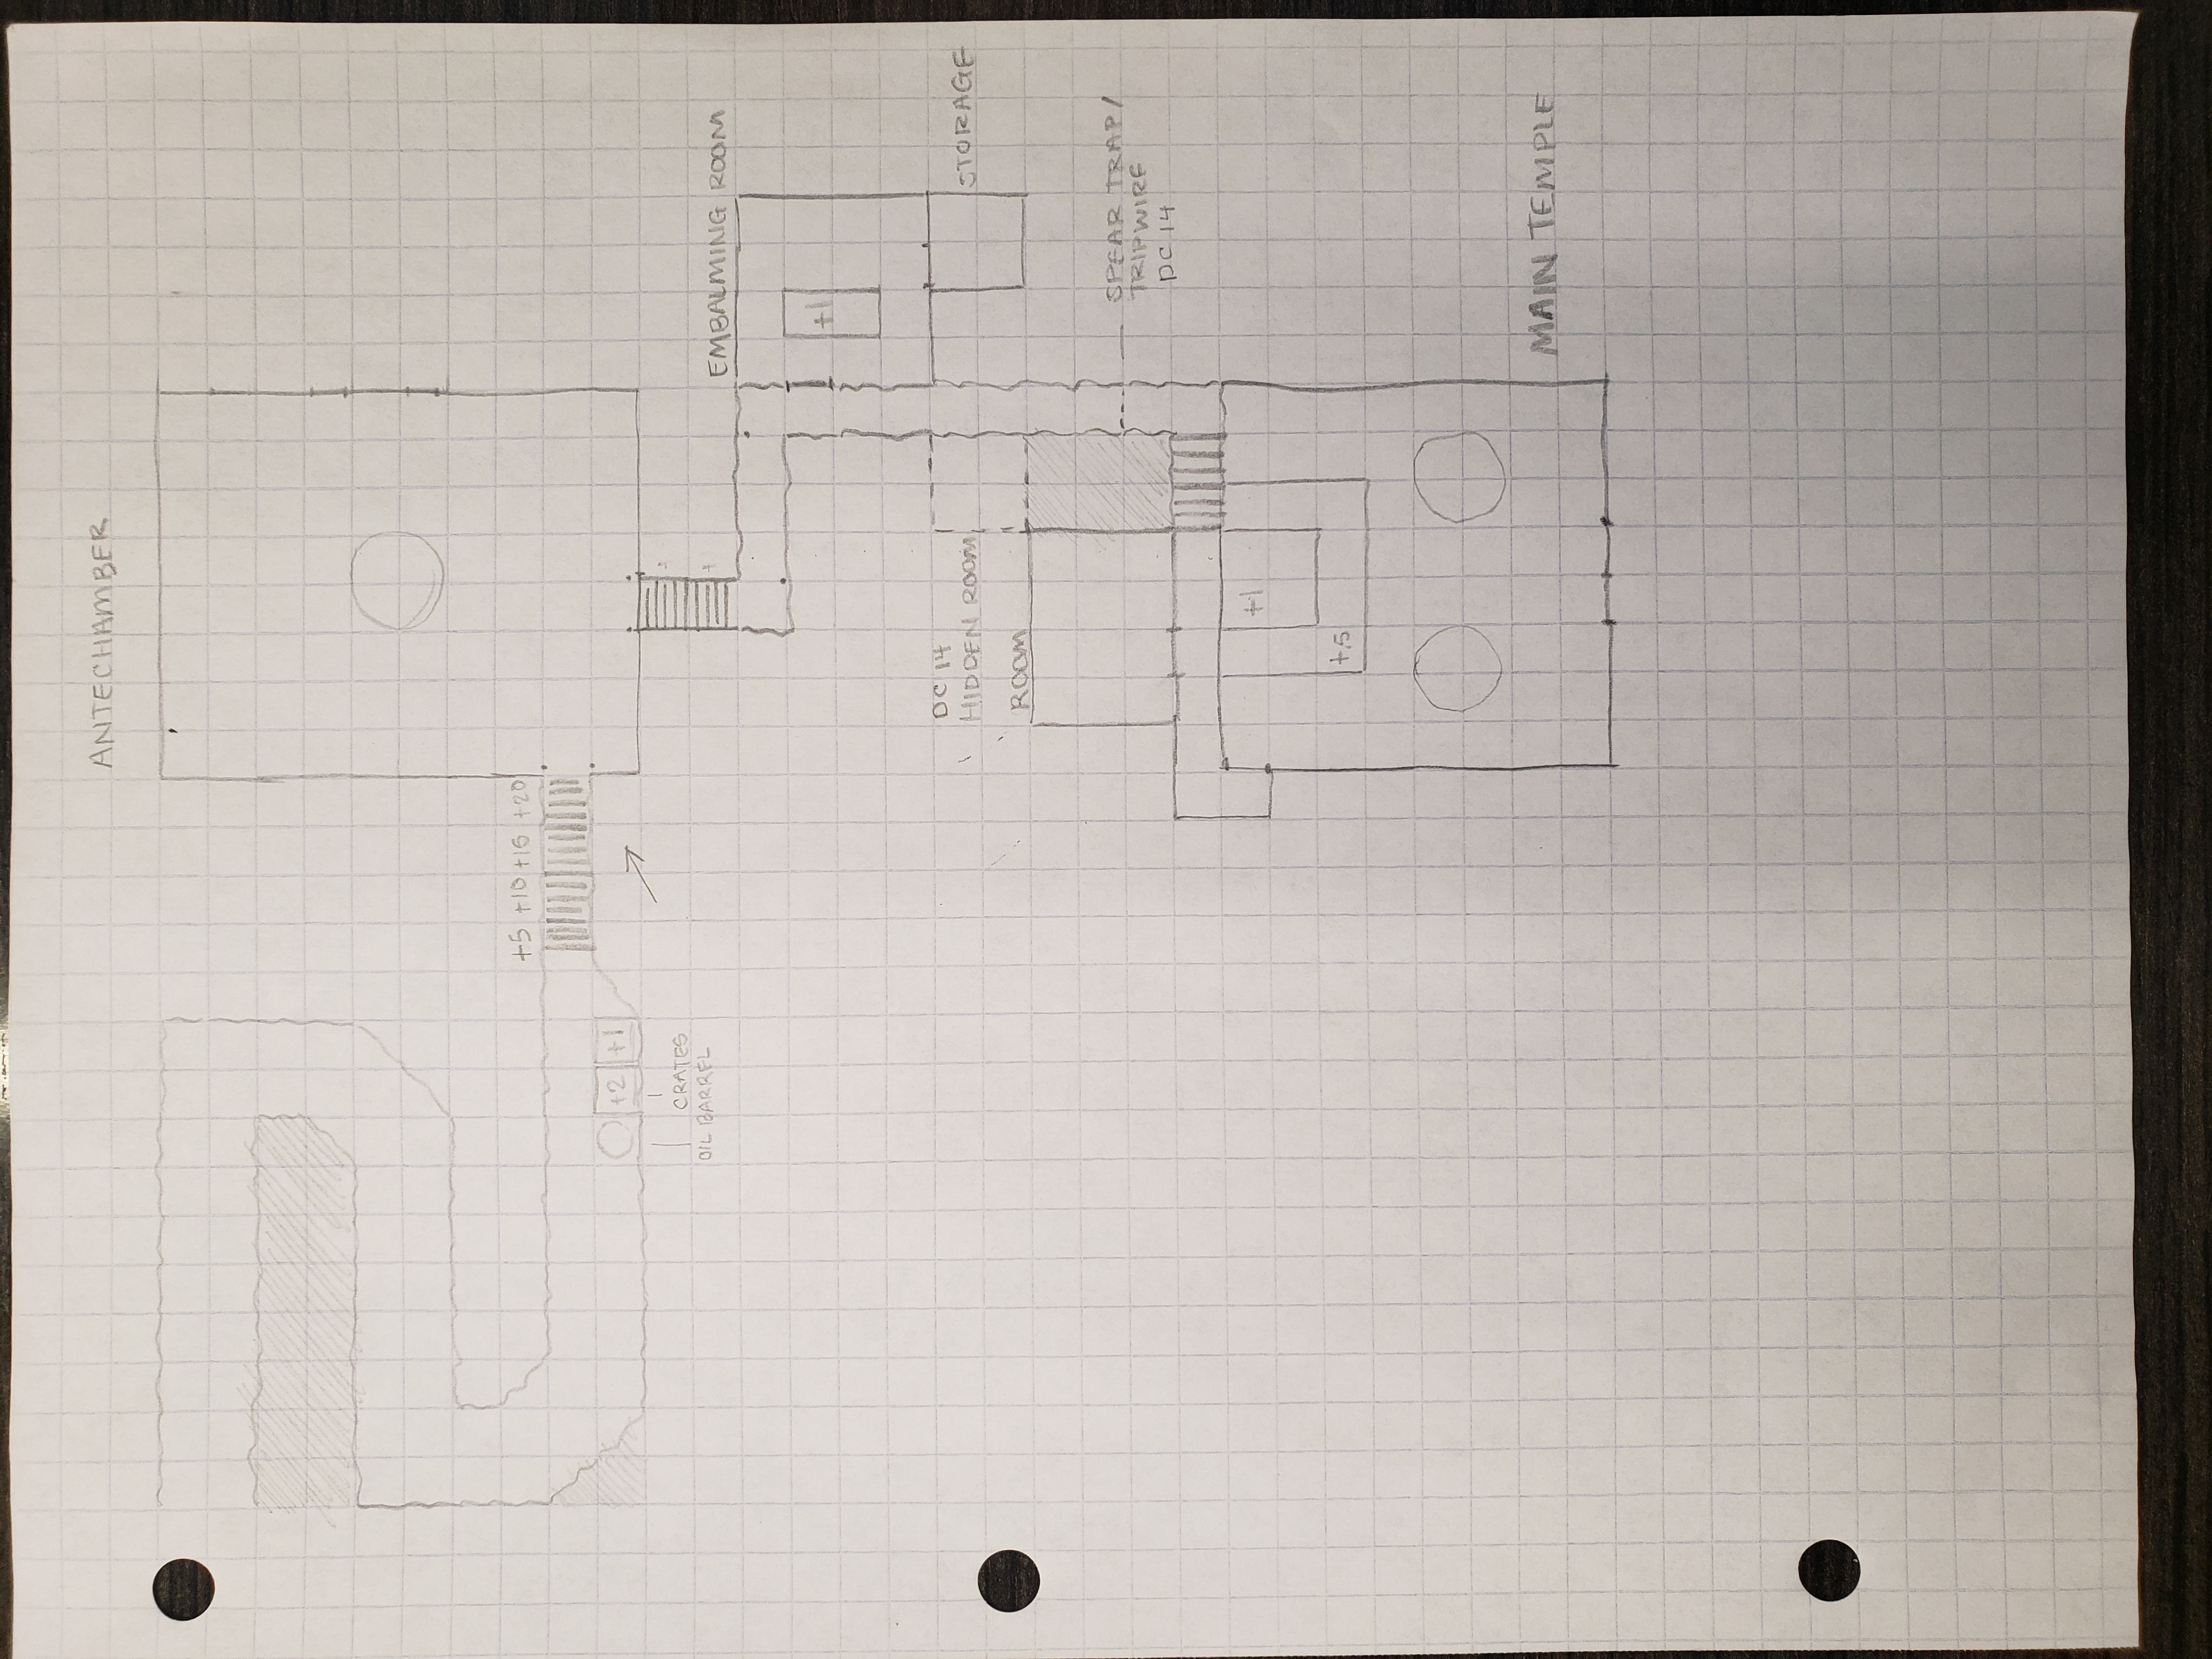 ANTECHAMBER
+5 +10 +15 +20
+2 +1
CRATES
OIL BARREL
EMBALMING ROOM
+1
DC 14
HIDDEN ROOM
STORAGE
ROOM
SPEAR TRAP/
TRIPWIRE
DC 14
+1
+.5
MAIN TEMPLE